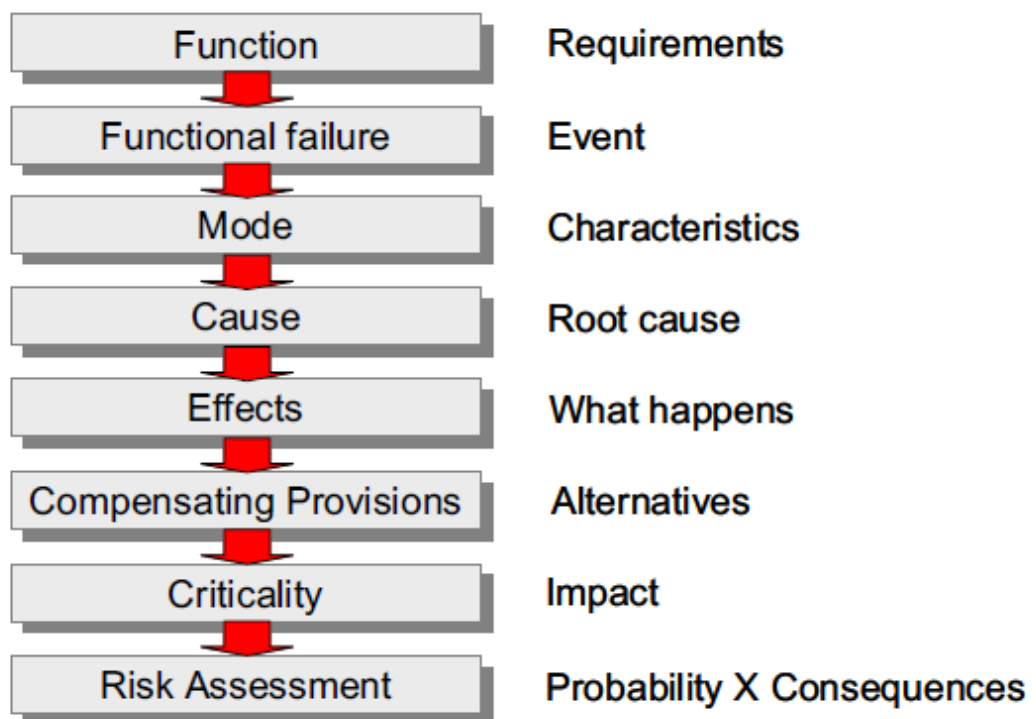 Function Requirements
Functional failure Event
Mode Characteristics
Cause Root cause
Effects What happens
Compensating Provisions Alternatives
Criticality Impact
Risk Assessment Probability X Consequences